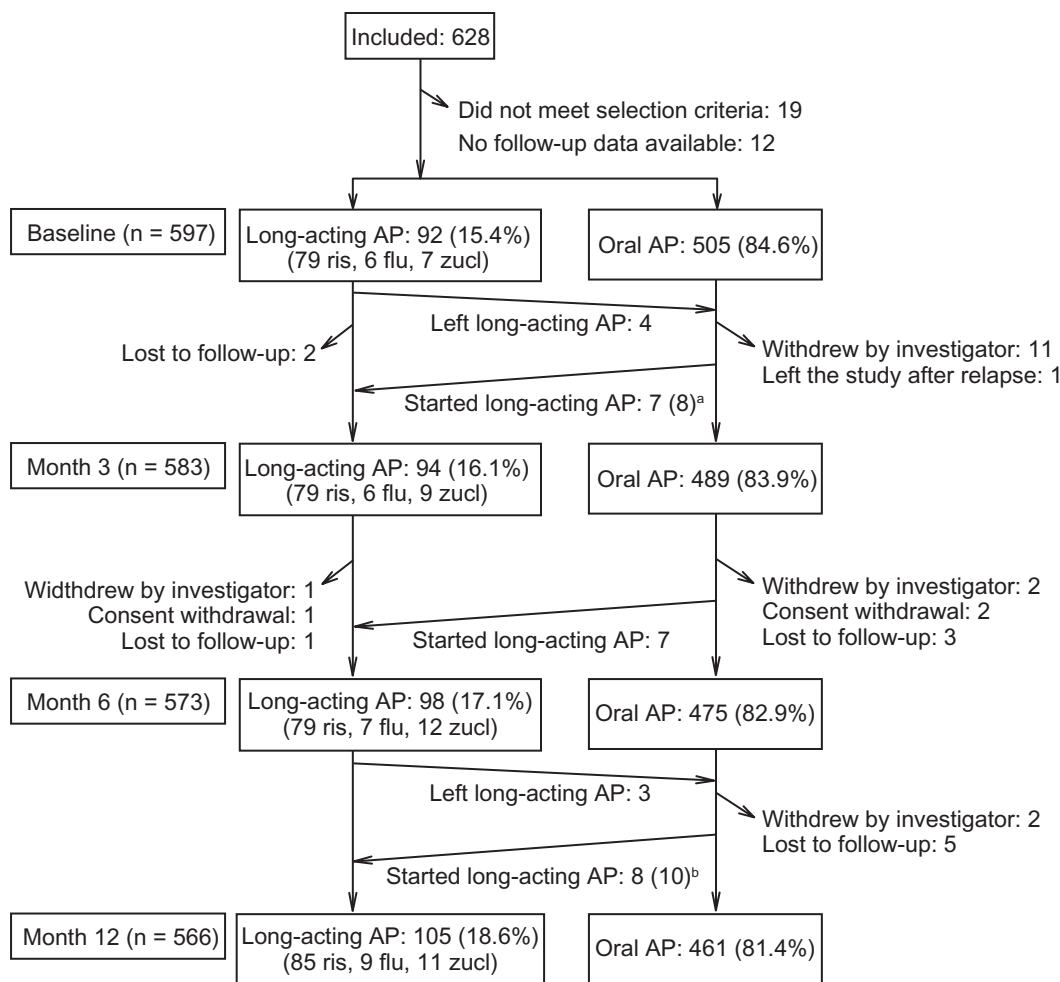 Included: 628
Did not meet selection criteria: 19
No follow-up data available: 12
Baseline (n = 597)
Long-acting AP: 92 (15.4%)
(79 ris, 6 flu, 7 zucl)
Oral AP: 505 (84.6%)
Left long-acting AP: 4
Lost to follow-up: 2
Withdrew by investigator: 11
Left the study after relapse: 1
Started long-acting AP: 7 (8)ᵃ
Month 3 (n = 583)
Long-acting AP: 94 (16.1%)
(79 ris, 6 flu, 9 zucl)
Oral AP: 489 (83.9%)
Widthdrew by investigator: 1
Consent withdrawal: 1
Lost to follow-up: 1
Withdrew by investigator: 2
Consent withdrawal: 2
Lost to follow-up: 3
Started long-acting AP: 7
Month 6 (n = 573)
Long-acting AP: 98 (17.1%)
(79 ris, 7 flu, 12 zucl)
Oral AP: 475 (82.9%)
Left long-acting AP: 3
Withdrew by investigator: 2
Lost to follow-up: 5
Started long-acting AP: 8 (10)ᵇ
Month 12 (n = 566)
Long-acting AP: 105 (18.6%)
(85 ris, 9 flu, 11 zucl)
Oral AP: 461 (81.4%)